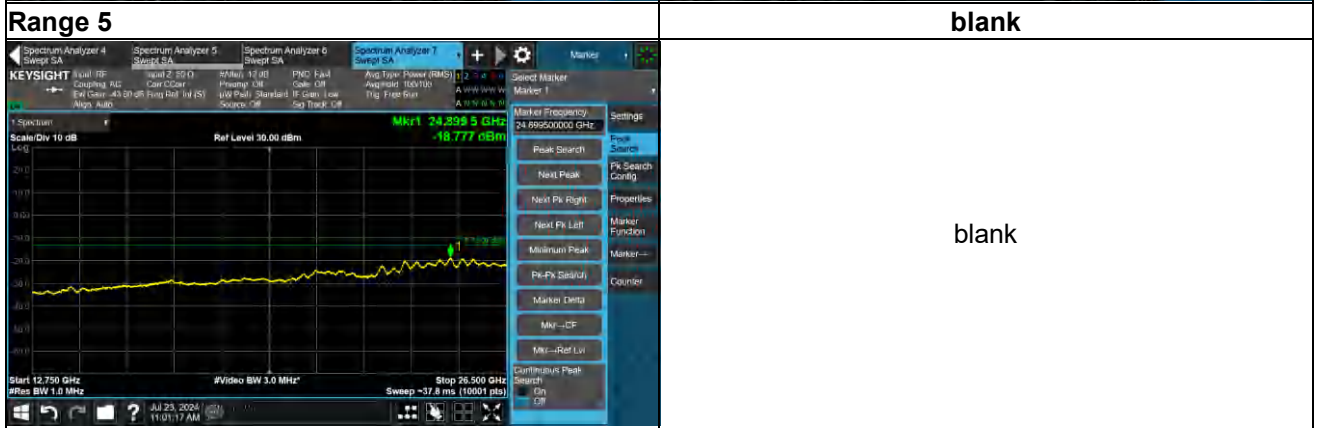 Range 5
blank
Spectrum Analyzer 4
Swept SA
Spectrum Analyzer 5
Swept SA
Spectrum Analyzer 6
Swept SA
Spectrum Analyzer 7
Swept SA
Marker
KEYSIGHT
Input: RF
Coupling: AC
Align: Auto
Input Z: 50 Ω
Corr CCorr
Freq Ref: Int (S)
#Atten: 12 dB
Preamp: Off
µW Path: Standard
Source: Off
PNO: Fast
Gate: Off
IF Gain: Low
Sig Track: Off
Avg Type: Power (RMS)
Avg|Hold: 100/100
Trig: Free Run
Select Marker
Marker 1
1 Spectrum
Scale/Div 10 dB
Log
Ref Level 30.00 dBm
Mkr1 24.899 5 GHz
-18.777 dBm
Marker Frequency
24.899500000 GHz
Settings
Peak Search
Peak
Search
Next Peak
Pk Search
Config
Next Pk Right
Properties
Next Pk Left
Marker
Function
Minimum Peak
Marker→
Pk-Pk Search
Counter
Marker Delta
Mkr→CF
Mkr→Ref Lvl
Continuous Peak
Search
On
Off
1
Start 12.750 GHz
#Res BW 1.0 MHz
#Video BW 3.0 MHz*
Stop 26.500 GHz
Sweep ~37.8 ms (10001 pts)
Jul 23, 2024
11:01:17 AM
blank